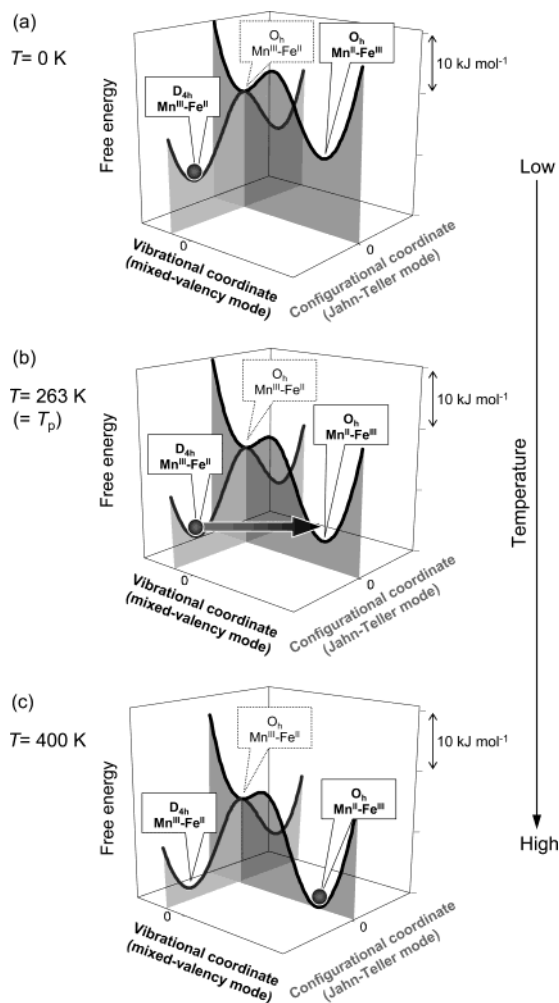 (a)
T= 0 K
Oh
MnIII-FeII
Oh
MnII-FeIII
D4h
MnIII-FeII
10 kJ mol-1
Free energy
0
0
Vibrational coordinate
(mixed-valency mode)
Configurational coordinate
(Jahn-Teller mode)
Low
(b)
T= 263 K
(= Tp)
Oh
MnIII-FeII
Oh
MnII-FeIII
D4h
MnIII-FeII
10 kJ mol-1
Free energy
0
0
Vibrational coordinate
(mixed-valency mode)
Configurational coordinate
(Jahn-Teller mode)
Temperature
(c)
T= 400 K
Oh
MnIII-FeII
D4h
MnIII-FeII
Oh
MnII-FeIII
10 kJ mol-1
Free energy
0
0
Vibrational coordinate
(mixed-valency mode)
Configurational coordinate
(Jahn-Teller mode)
High